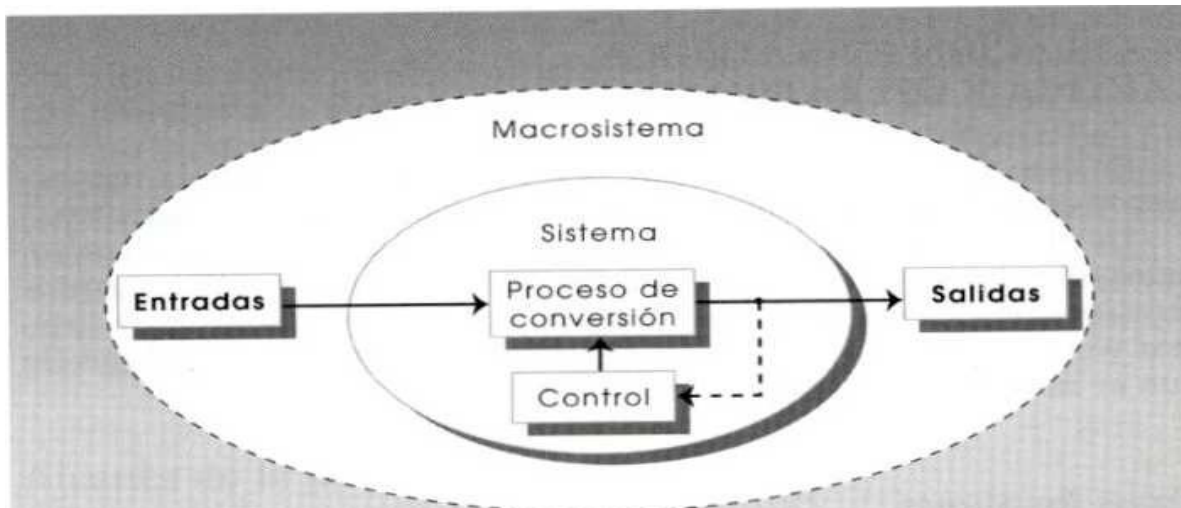 Macrosistema
Sistema
Entradas
Proceso de
conversión
Salidas
Control